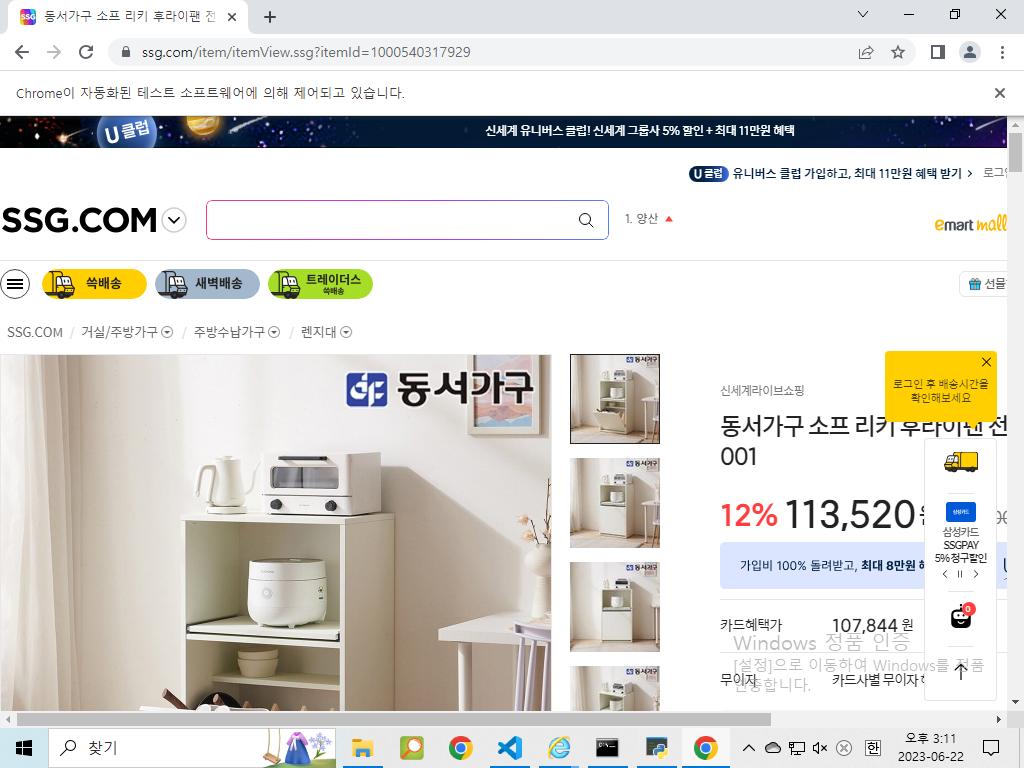 동서가구 소프 리키 후라이팬 전
ssg.com/item/itemView.ssg?itemId=1000540317929
Chrome이 자동화된 테스트 소프트웨어에 의해 제어되고 있습니다.
U 클럽
신세계 유니버스 클럽! 신세계 그룹사 5% 할인 + 최대 11만원 혜택
U 클럽 유니버스 클럽 가입하고, 최대 11만원 혜택 받기
SSG.COM
1. 양산
emart mall
쓱배송
새벽배송
트레이더스
쓱배송
선물
SSG.COM / 거실/주방가구 / 주방수납가구 / 렌지대
동서가구
신세계라이브쇼핑
로그인 후 배송시간을
확인해보세요
동서가구 소프 리키 후라이팬 전
001
12% 113,520
삼성카드
삼성카드
SSGPAY
5% 청구할인
가입비 100% 돌려받고, 최대 8만원
0
카드혜택가 107,844 원
무이자 카드사별 무이자
Windows 정품 인증
[설정]으로 이동하여 Windows를 정품
인증합니다.
찾기
한
오후 3:11
2023-06-22